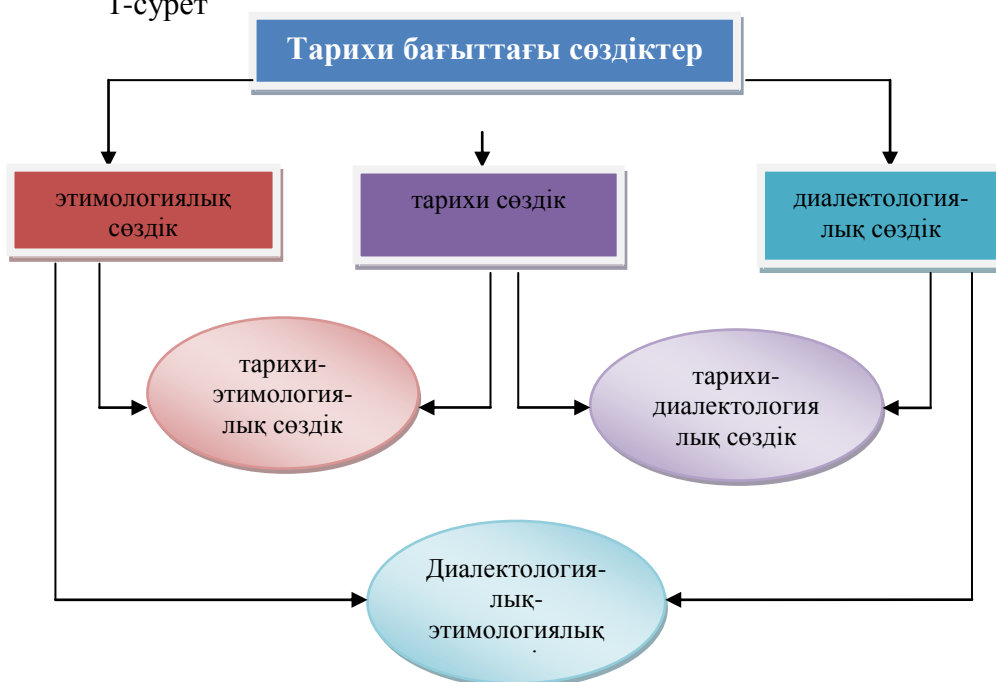 1-сурет
Тарихи бағыттағы сөздіктер
этимологиялық
сөздік
тарихи сөздік
диалектология-
лық сөздік
тарихи-
этимология-
лық сөздік
тарихи-
диалектология
лық сөздік
Диалектология-
лық-
этимологиялық